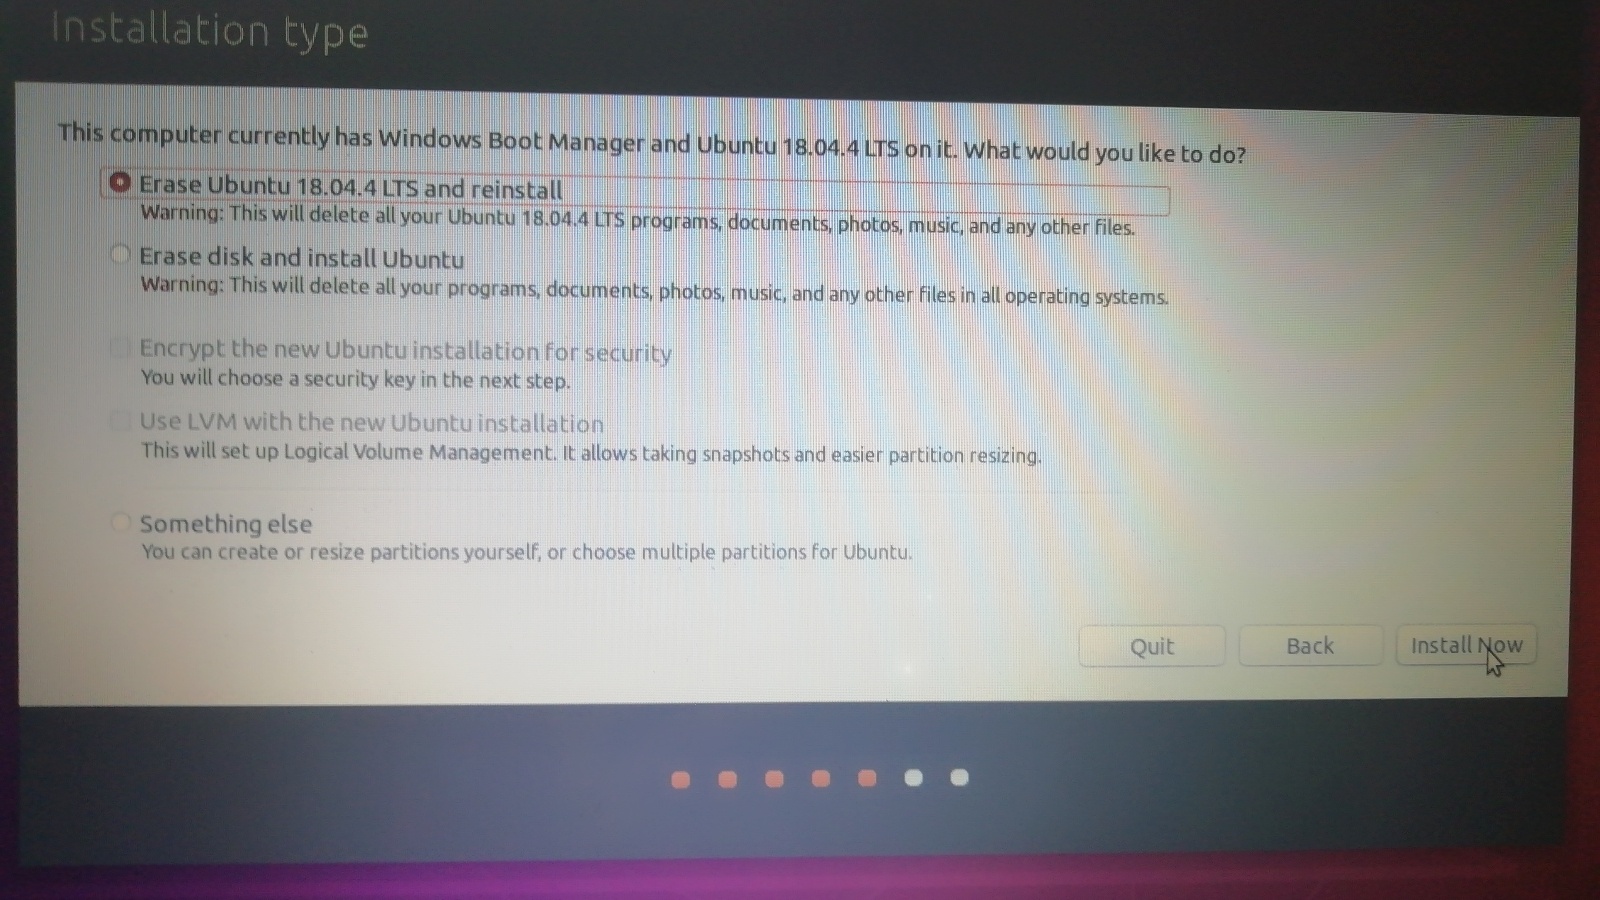 Installation type
This computer currently has Windows Boot Manager and Ubuntu 18.04.4 LTS on it. What would you like to do?
Erase Ubuntu 18.04.4 LTS and reinstall
Warning: This will delete all your Ubuntu 18.04.4 LTS programs, documents, photos, music, and any other files.
Erase disk and install Ubuntu
Warning: This will delete all your programs, documents, photos, music, and any other files in all operating systems.
Encrypt the new Ubuntu installation for security
You will choose a security key in the next step.
Use LVM with the new Ubuntu installation
This will set up Logical Volume Management. It allows taking snapshots and easier partition resizing.
Something else
You can create or resize partitions yourself, or choose multiple partitions for Ubuntu.
Quit Back Install Now